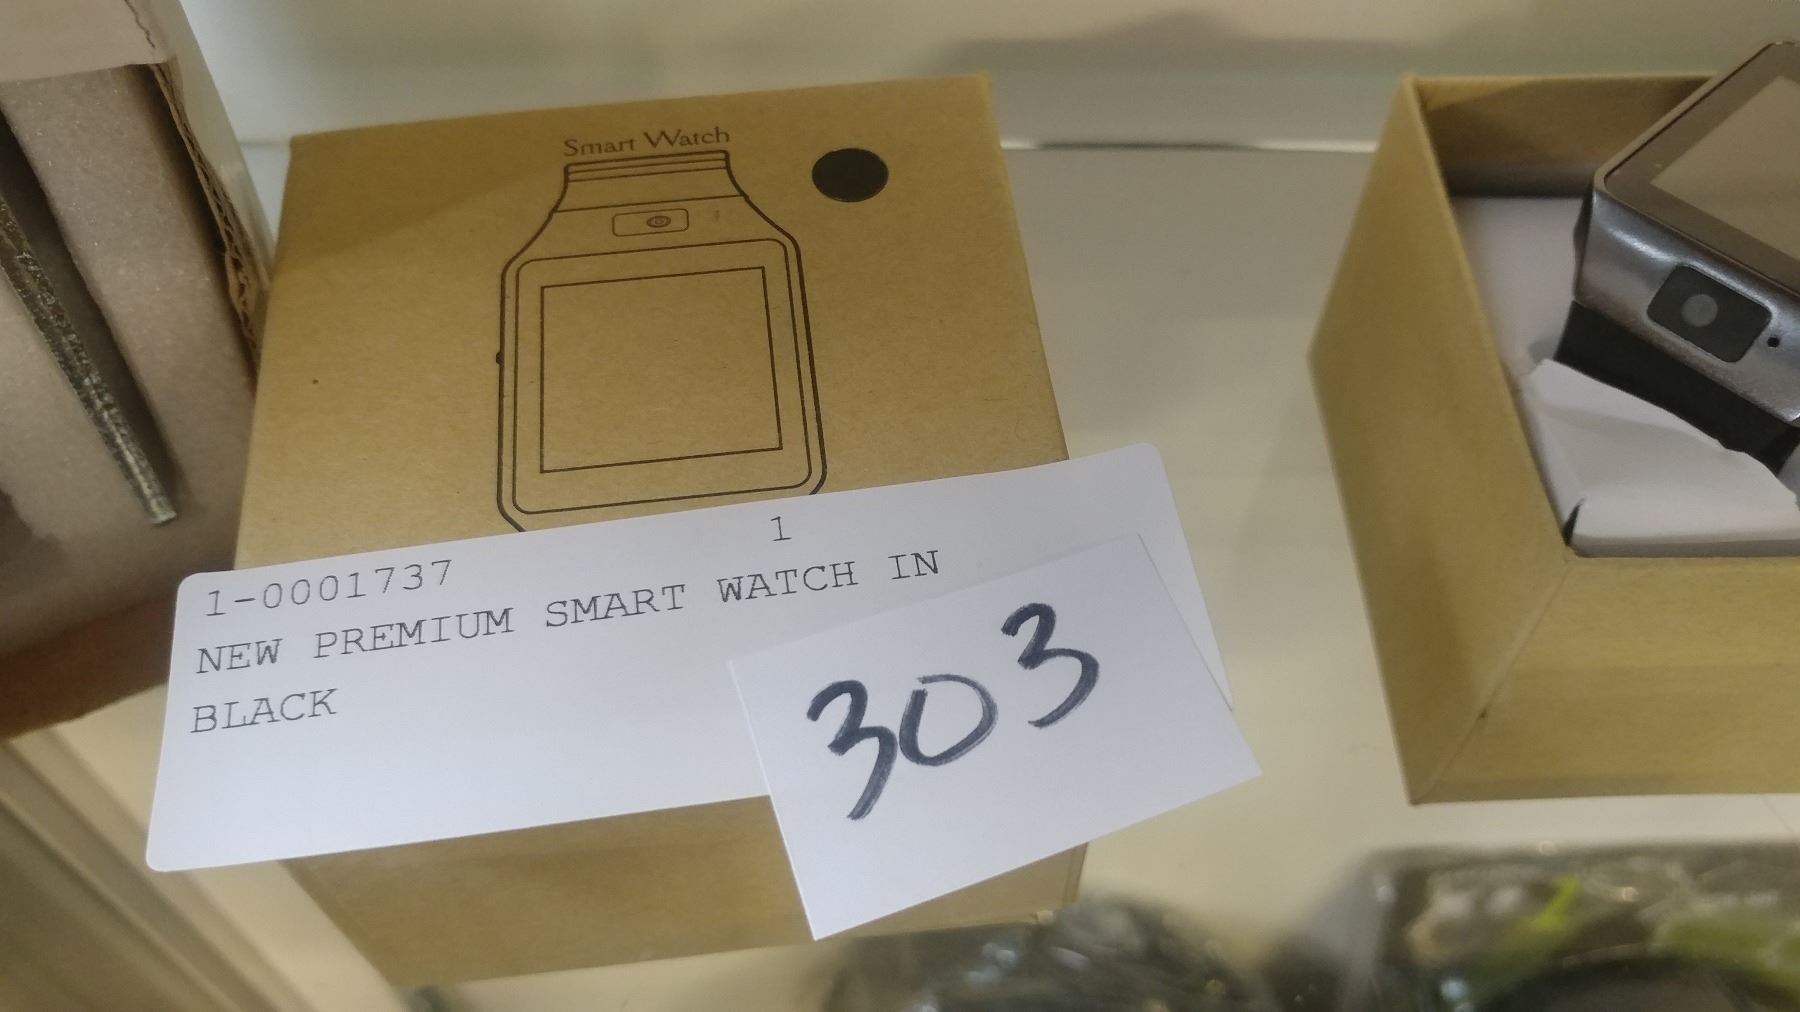 Smart Watch
1-0001737 1
NEW PREMIUM SMART WATCH IN
BLACK
303